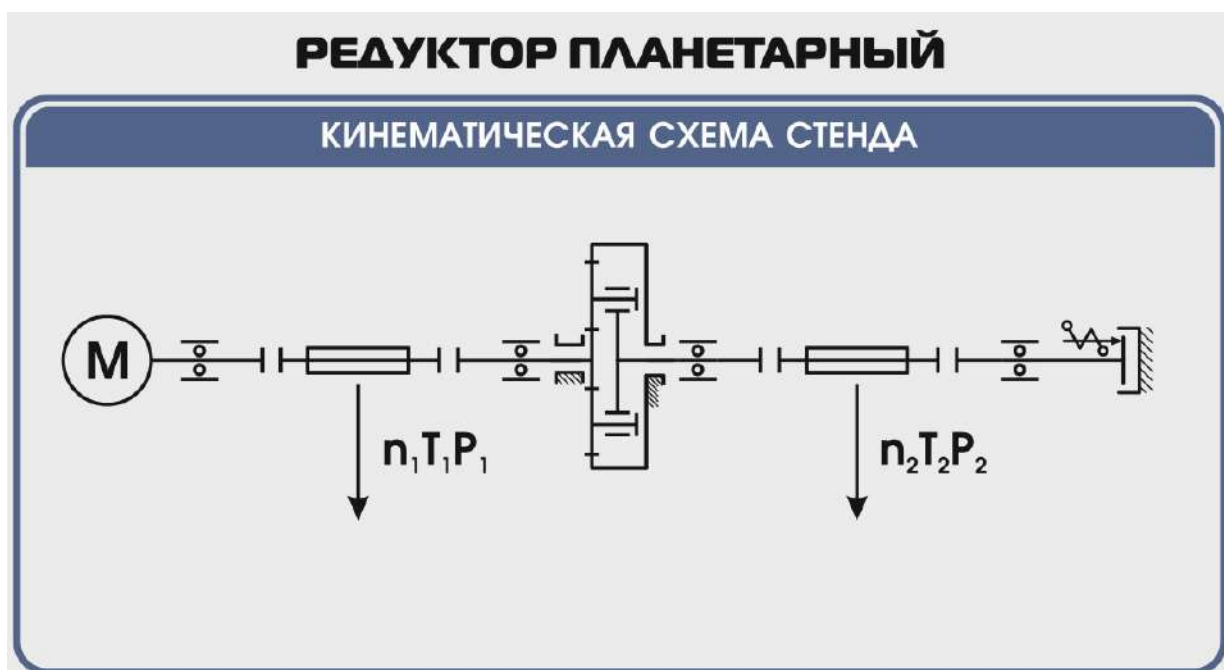 РЕДУКТОР ПЛАНЕТАРНЫЙ
КИНЕМАТИЧЕСКАЯ СХЕМА СТЕНДА
M
n₁T₁P₁
n₂T₂P₂